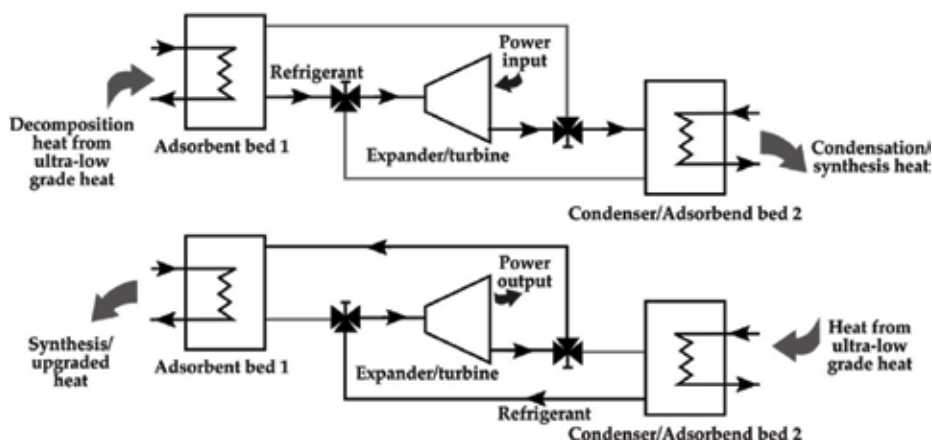 Power
input
Refrigerant
Decomposition
heat from
ultra-low
grade heat
Adsorbent bed 1
Expander/turbine
Condensation/
synthesis heat
Condenser/Adsorbend bed 2
Power
output
Synthesis/
upgraded
heat
Adsorbent bed 1
Expander/turbine
Heat from
ultra-low
grade heat
Refrigerant
Condenser/Adsorbend bed 2